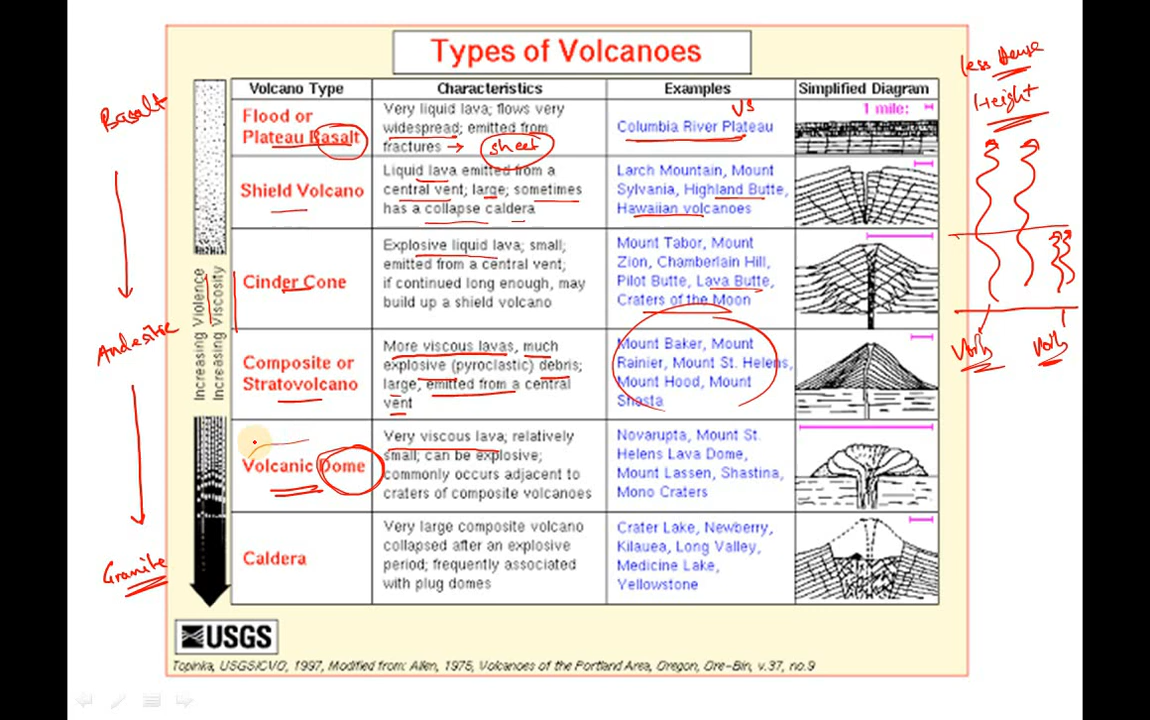 Types of Volcanoes
less Dense
Height
Basalt
Andesitic
Granite
Increasing Violence
Increasing Viscosity
Volcano Type
Characteristics
Examples
Simplified Diagram
Flood or
Plateau Basalt
Very liquid lava; flows very
widespread; emitted from
fractures → sheet
US
Columbia River Plateau
1 mile:
Shield Volcano
Liquid lava emitted from a
central vent; large; sometimes
has a collapse caldera
Larch Mountain, Mount
Sylvania, Highland Butte,
Hawaiian volcanoes
Cinder Cone
Explosive liquid lava; small;
emitted from a central vent;
if continued long enough, may
build up a shield volcano
Mount Tabor, Mount
Zion, Chamberlain Hill,
Pilot Butte, Lava Butte,
Craters of the Moon
Composite or
Stratovolcano
More viscous lavas, much
explosive (pyroclastic) debris;
large, emitted from a central
vent
Mount Baker, Mount
Rainier, Mount St. Helens,
Mount Hood, Mount
Shasta
Volcanic Dome
Very viscous lava; relatively
small; can be explosive;
commonly occurs adjacent to
craters of composite volcanoes
Novarupta, Mount St.
Helens Lava Dome,
Mount Lassen, Shastina,
Mono Craters
Caldera
Very large composite volcano
collapsed after an explosive
period; frequently associated
with plug domes
Crater Lake, Newberry,
Kilauea, Long Valley,
Medicine Lake,
Yellowstone
USGS
Topinka, USGS/CVO, 1997, Modified from: Allen, 1975, Volcanoes of the Portland Area, Oregon, Ore-Bin, v.37, no.9